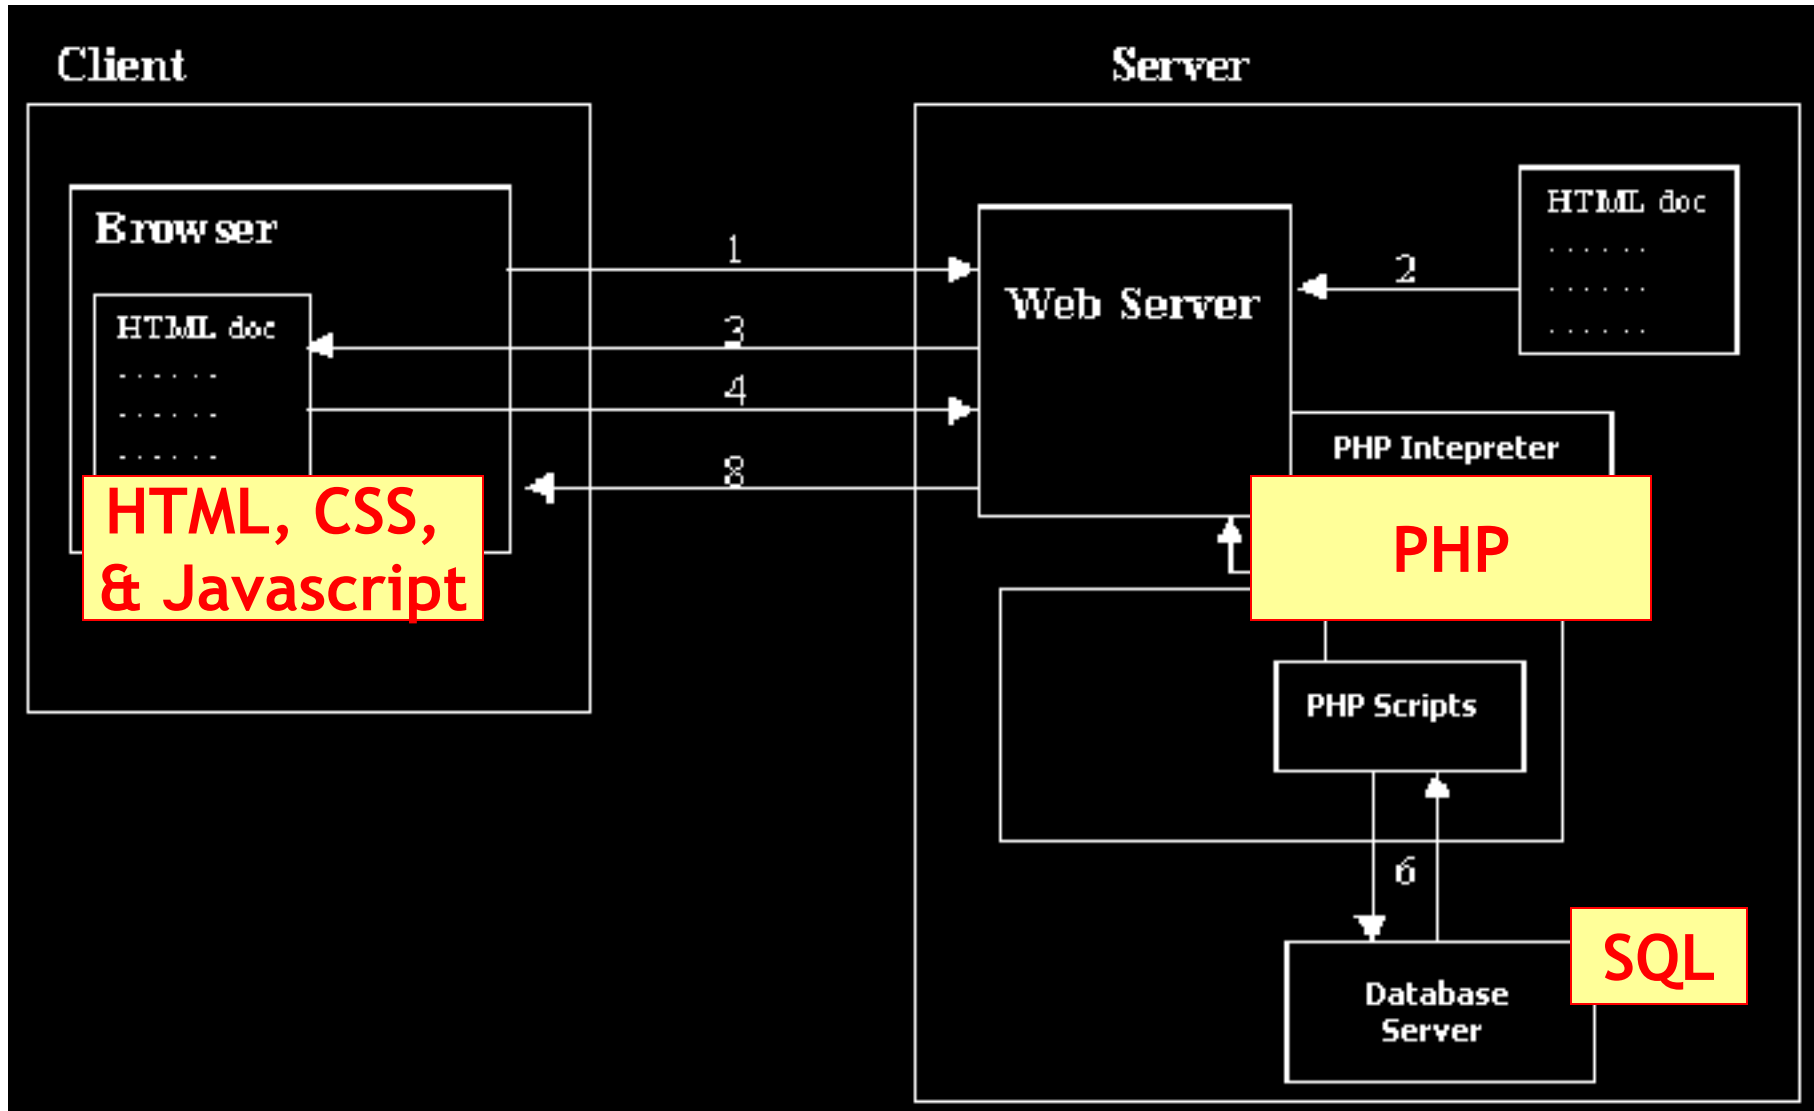 Client
Server
Browser
HTML doc
......
......
......
HTML, CSS,
& Javascript
1
3
4
8
Web Server
2
HTML doc
......
......
......
PHP Intepreter
PHP
PHP Scripts
6
Database
Server
SQL